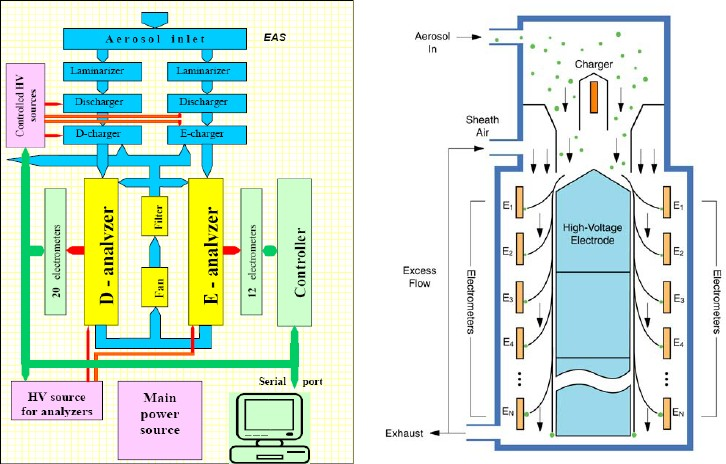 Aerosol inlet
EAS
Laminarizer
Laminarizer
Discharger
Discharger
D-charger
E-charger
Controlled HV
sources
20 electrometers
D - analyzer
Filter
Fan
E - analyzer
12 electrometers
Controller
HV source
for analyzers
Main
power
source
Serial port
Aerosol
In
Charger
Sheath
Air
High-Voltage
Electrode
Excess
Flow
Electrometers
E1
E2
E3
E4
EN
E1
E2
E3
E4
EN
Electrometers
Exhaust